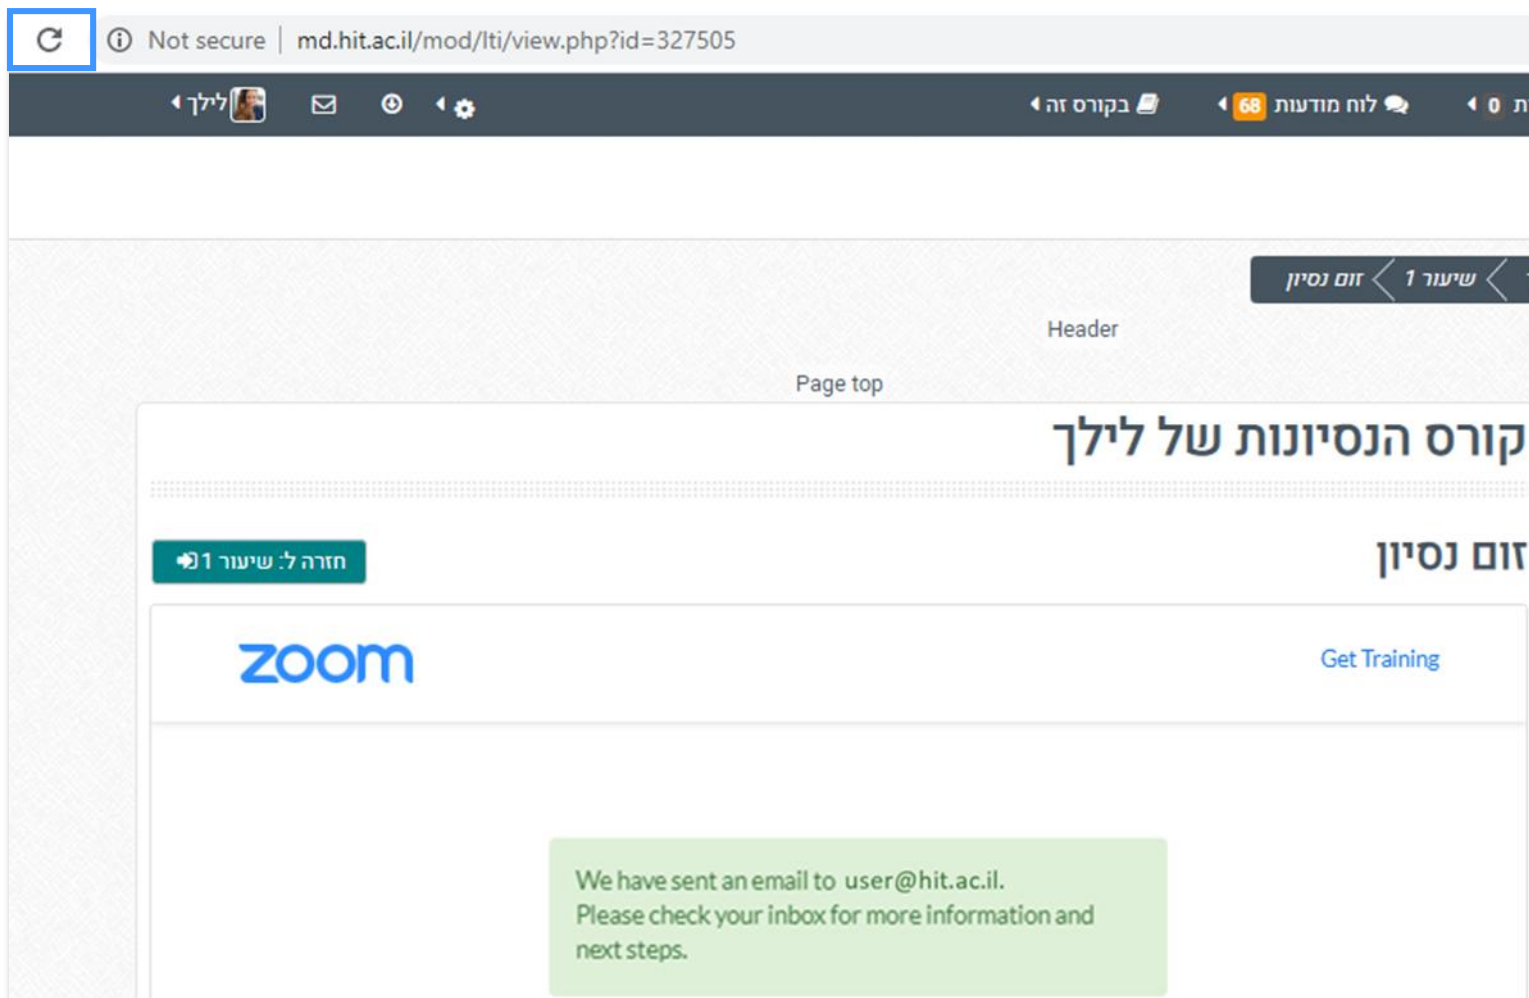 Not secure | md.hit.ac.il/mod/lti/view.php?id=327505
ת 0 לוח מודעות 68 בקורס זה לילך
שיעור 1 זום נסיון
Header
Page top
קורס הנסיונות של לילך
זום נסיון
חזרה ל: שיעור 1
zoom Get Training
We have sent an email to user@hit.ac.il.
Please check your inbox for more information and
next steps.